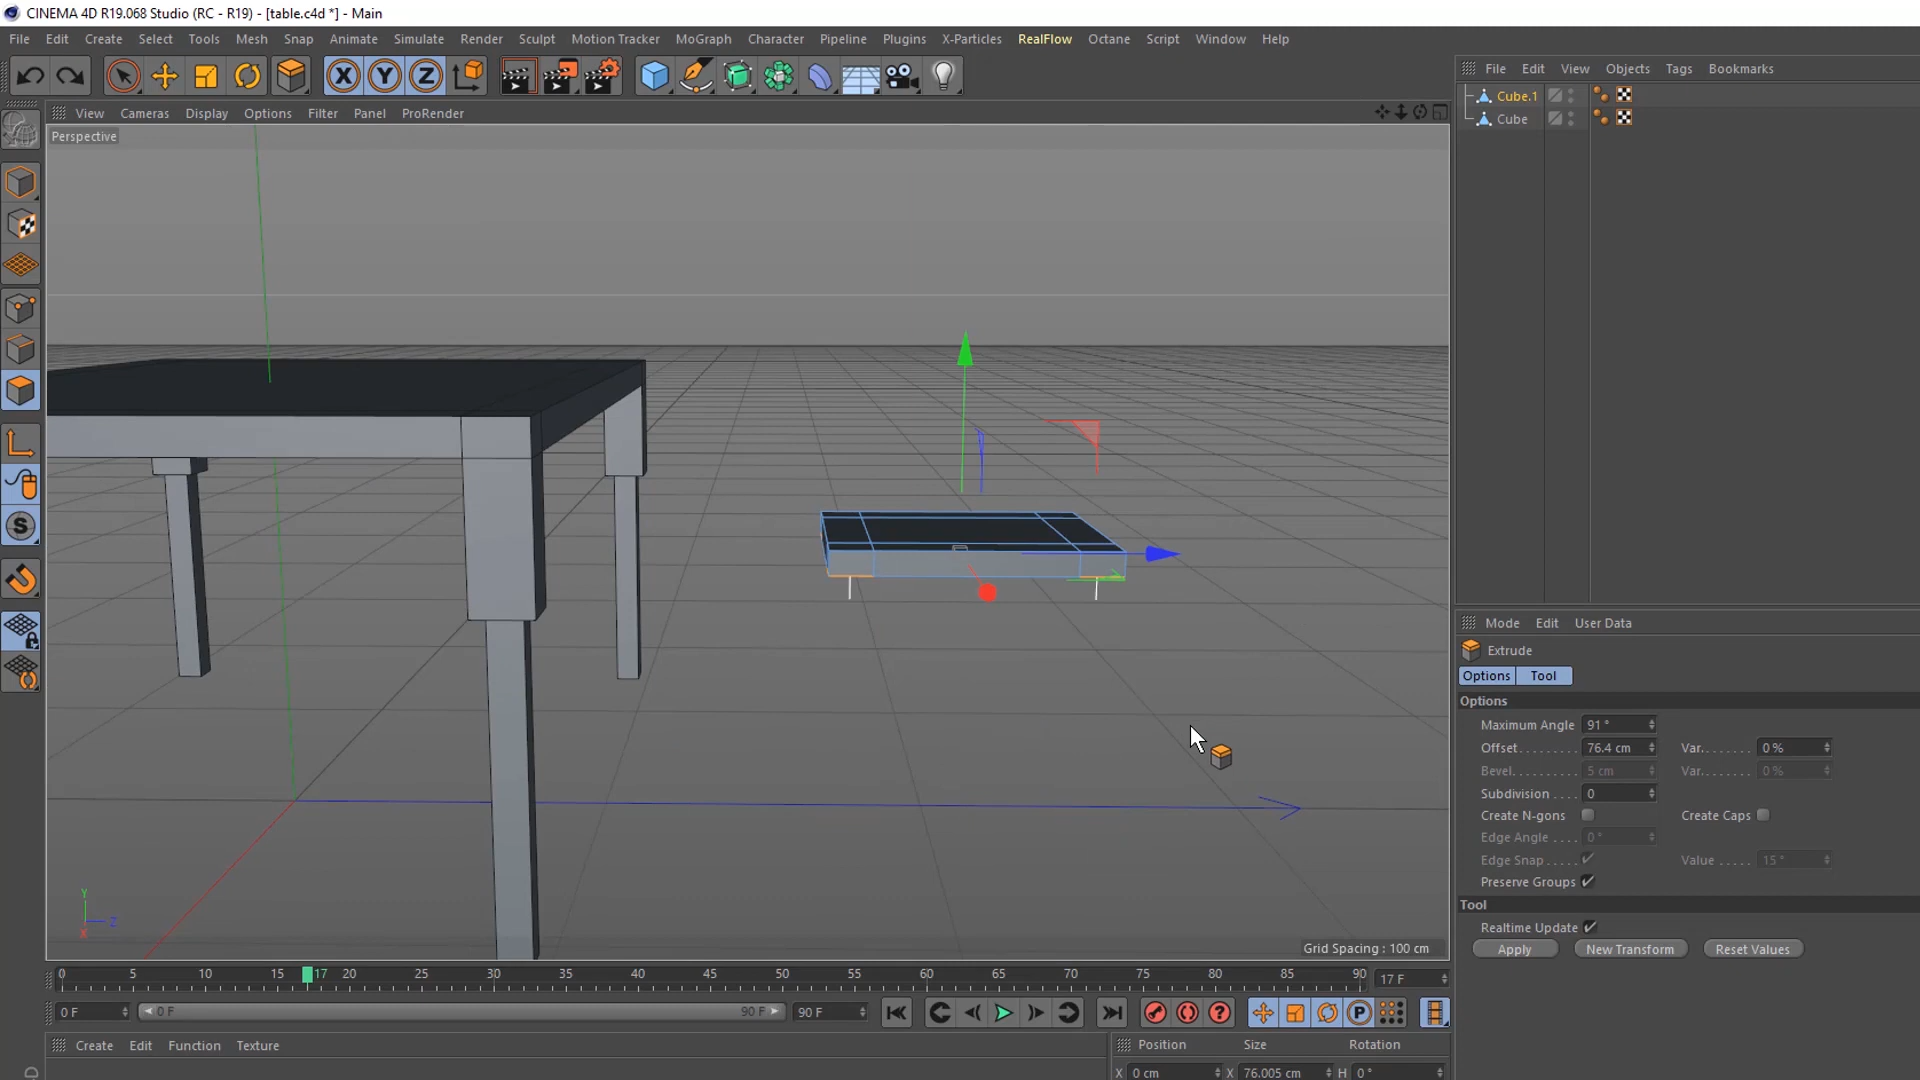 CINEMA 4D R19.068 Studio (RC - R19) - [table.c4d *] - Main
File Edit Create Select Tools Mesh Snap Animate Simulate Render Sculpt Motion Tracker MoGraph Character Pipeline Plugins X-Particles RealFlow Octane Script Window Help
File Edit View Objects Tags Bookmarks
Cube.1
Cube
View Cameras Display Options Filter Panel ProRender
Perspective
Y
Z
X
Grid Spacing : 100 cm
Mode Edit User Data
Extrude
Options Tool
Options
Maximum Angle 91 °
Offset 76.4 cm Var. 0 %
Bevel 5 cm Var. 0 %
Subdivision 0
Create N-gons Create Caps
Edge Angle 0 °
Edge Snap Value 15 °
Preserve Groups
Tool
Realtime Update
Apply New Transform Reset Values
0 5 10 15 17 20 25 30 35 40 45 50 55 60 65 70 75 80 85 90 17 F
0 F 0 F 90 F 90 F
Create Edit Function Texture
Position Size Rotation
X 0 cm X 76.005 cm H 0 °